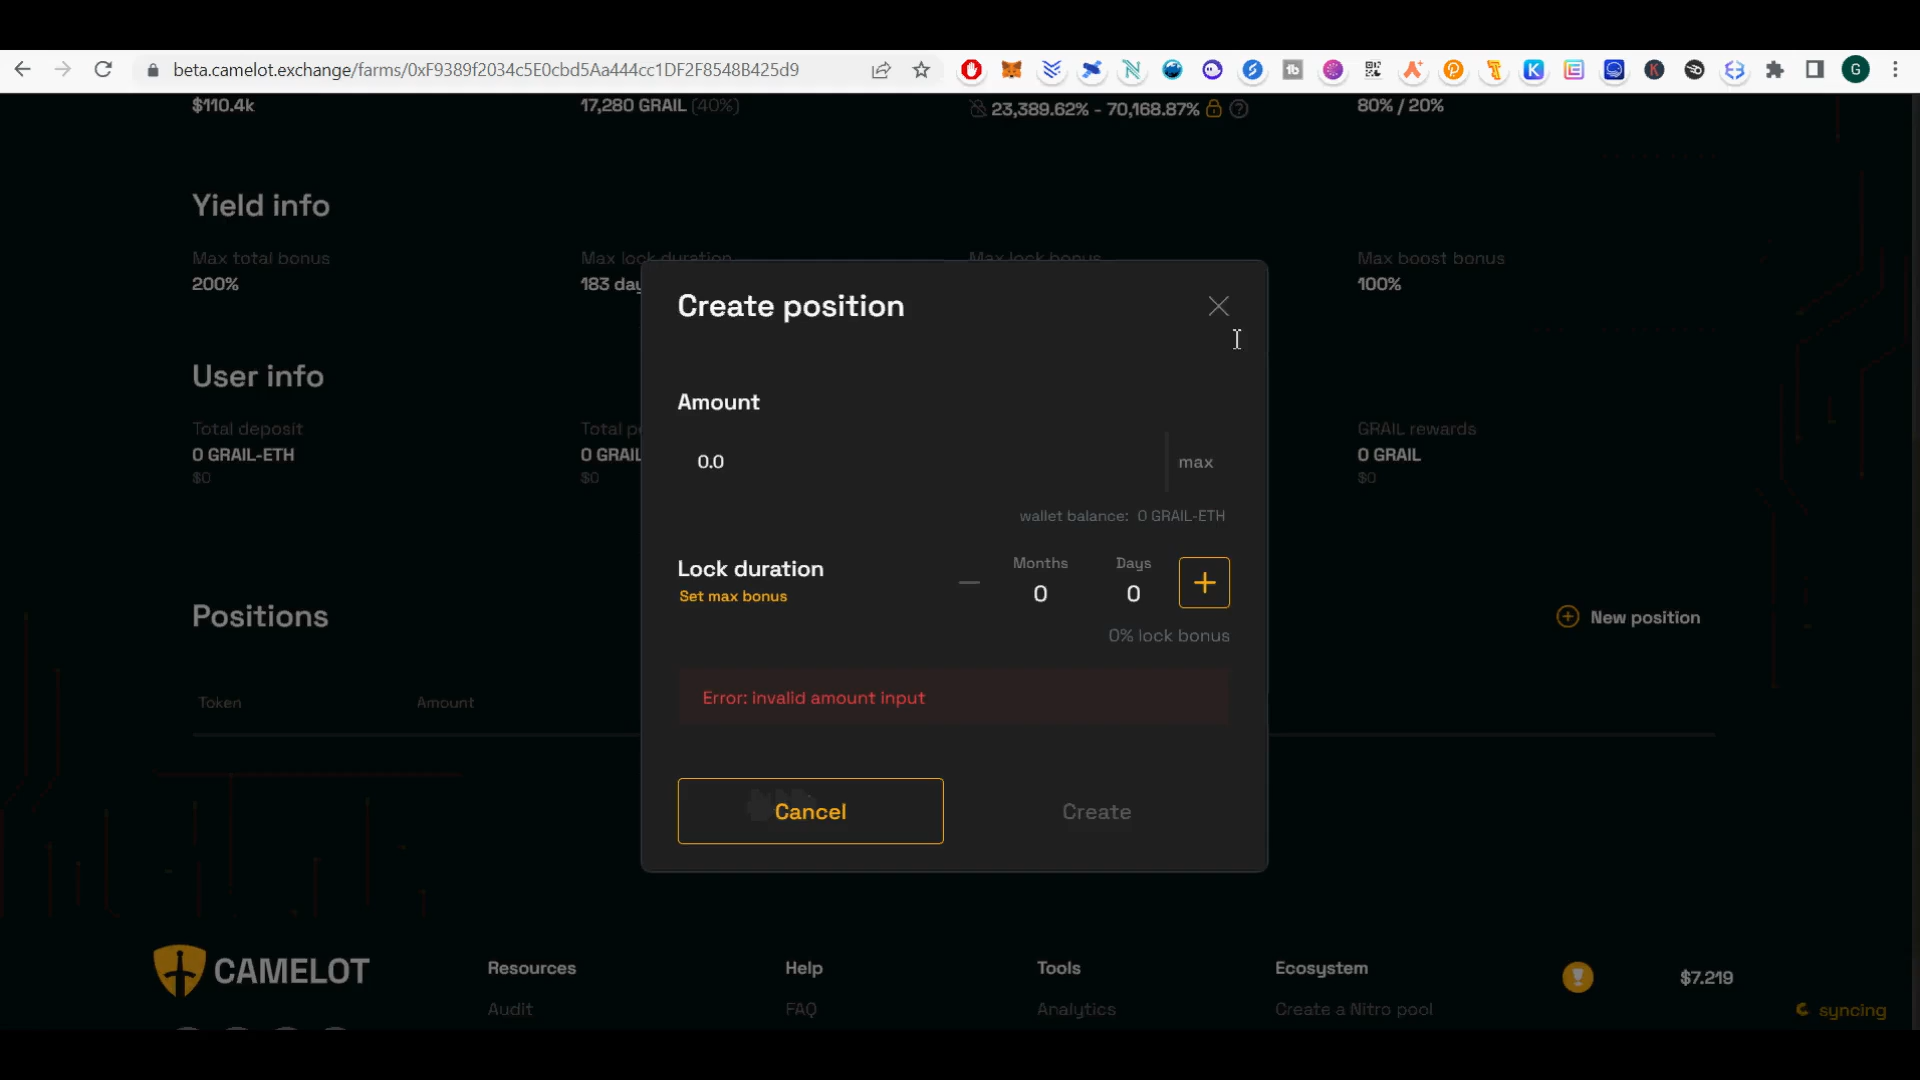 beta.camelot.exchange/farms/0xF9389f2034c5E0cbd5Aa444cc1DF2F8548B425d9
G
$110.4k
17,280 GRAIL (40%)
23,389.62% - 70,168.87%
80% / 20%
Yield info
Max total bonus
Max lock duration
Max lock bonus
Max boost bonus
200%
183 day
100%
Create position
User info
Total deposit
Total p
GRAIL rewards
0 GRAIL-ETH
0 GRAIL
0 GRAIL
$0
$0
$0
Amount
0.0
max
wallet balance: 0 GRAIL-ETH
Lock duration
Set max bonus
Months
Days
0
0
0% lock bonus
Positions
New position
Token
Amount
Error: invalid amount input
Cancel
Create
CAMELOT
Resources
Help
Tools
Ecosystem
$7.219
Audit
FAQ
Analytics
Create a Nitro pool
syncing